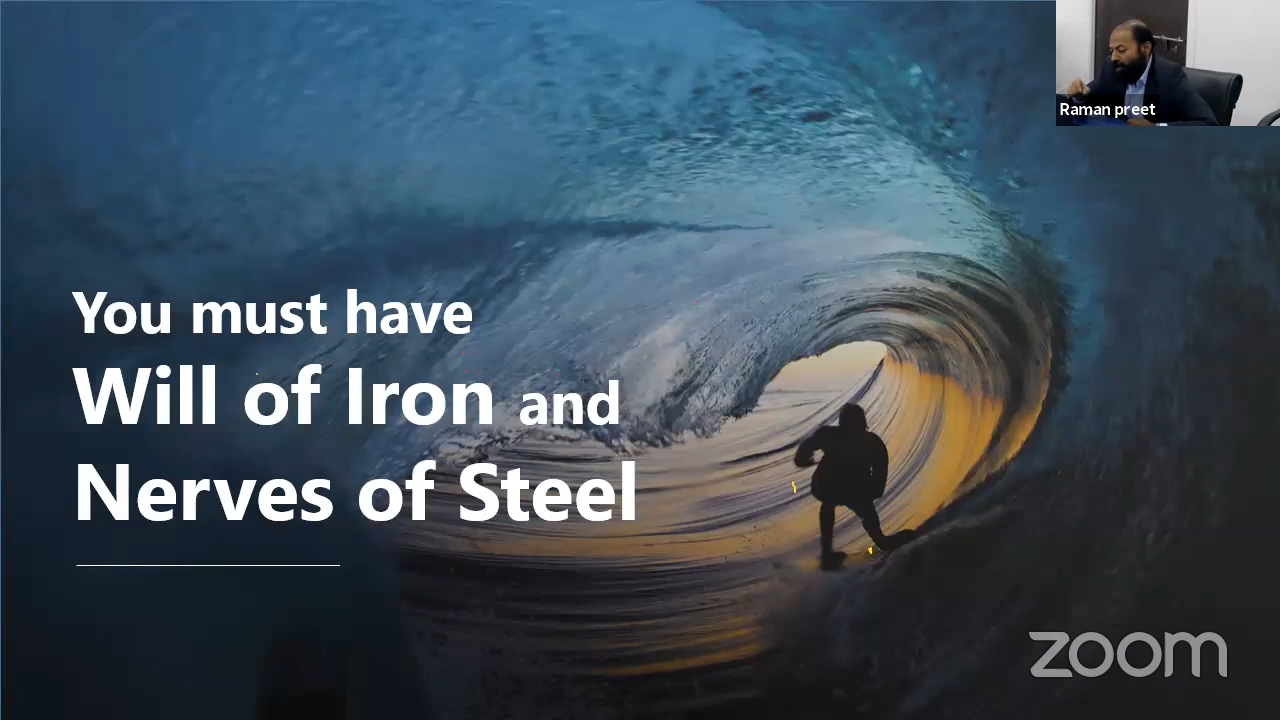 Raman preet
You must have
Will of Iron and
Nerves of Steel
zoom